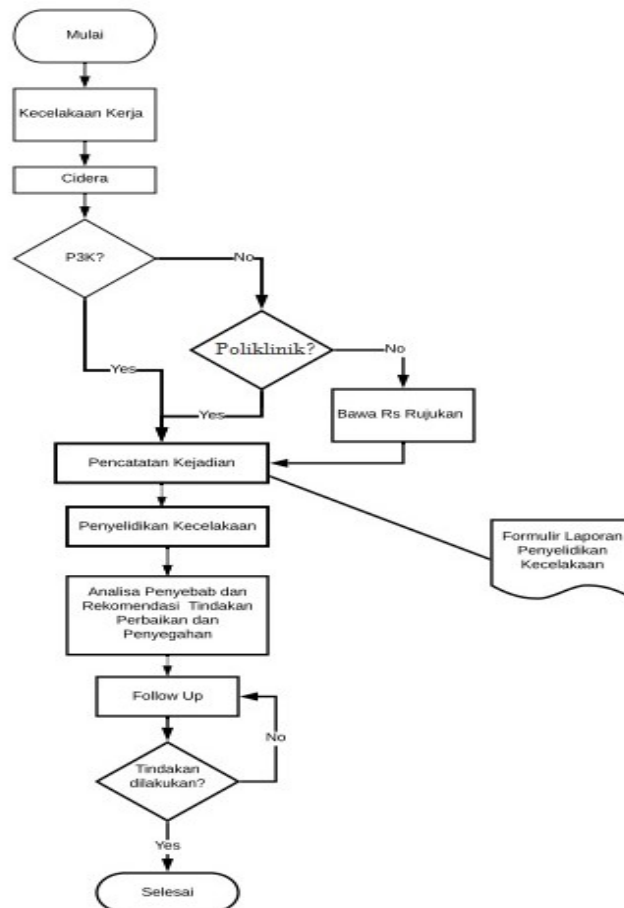 Mulai
Kecelakaan Kerja
Cidera
P3K?
No
Poliklinik?
No
Yes
Yes
Bawa Rs Rujukan
Pencatatan Kejadian
Penyelidikan Kecelakaan
Formulir Laporan
Penyelidikan
Kecelakaan
Analisa Penyebab dan
Rekomendasi Tindakan
Perbaikan dan
Penyegahan
Follow Up
No
Tindakan
dilakukan?
Yes
Selesai